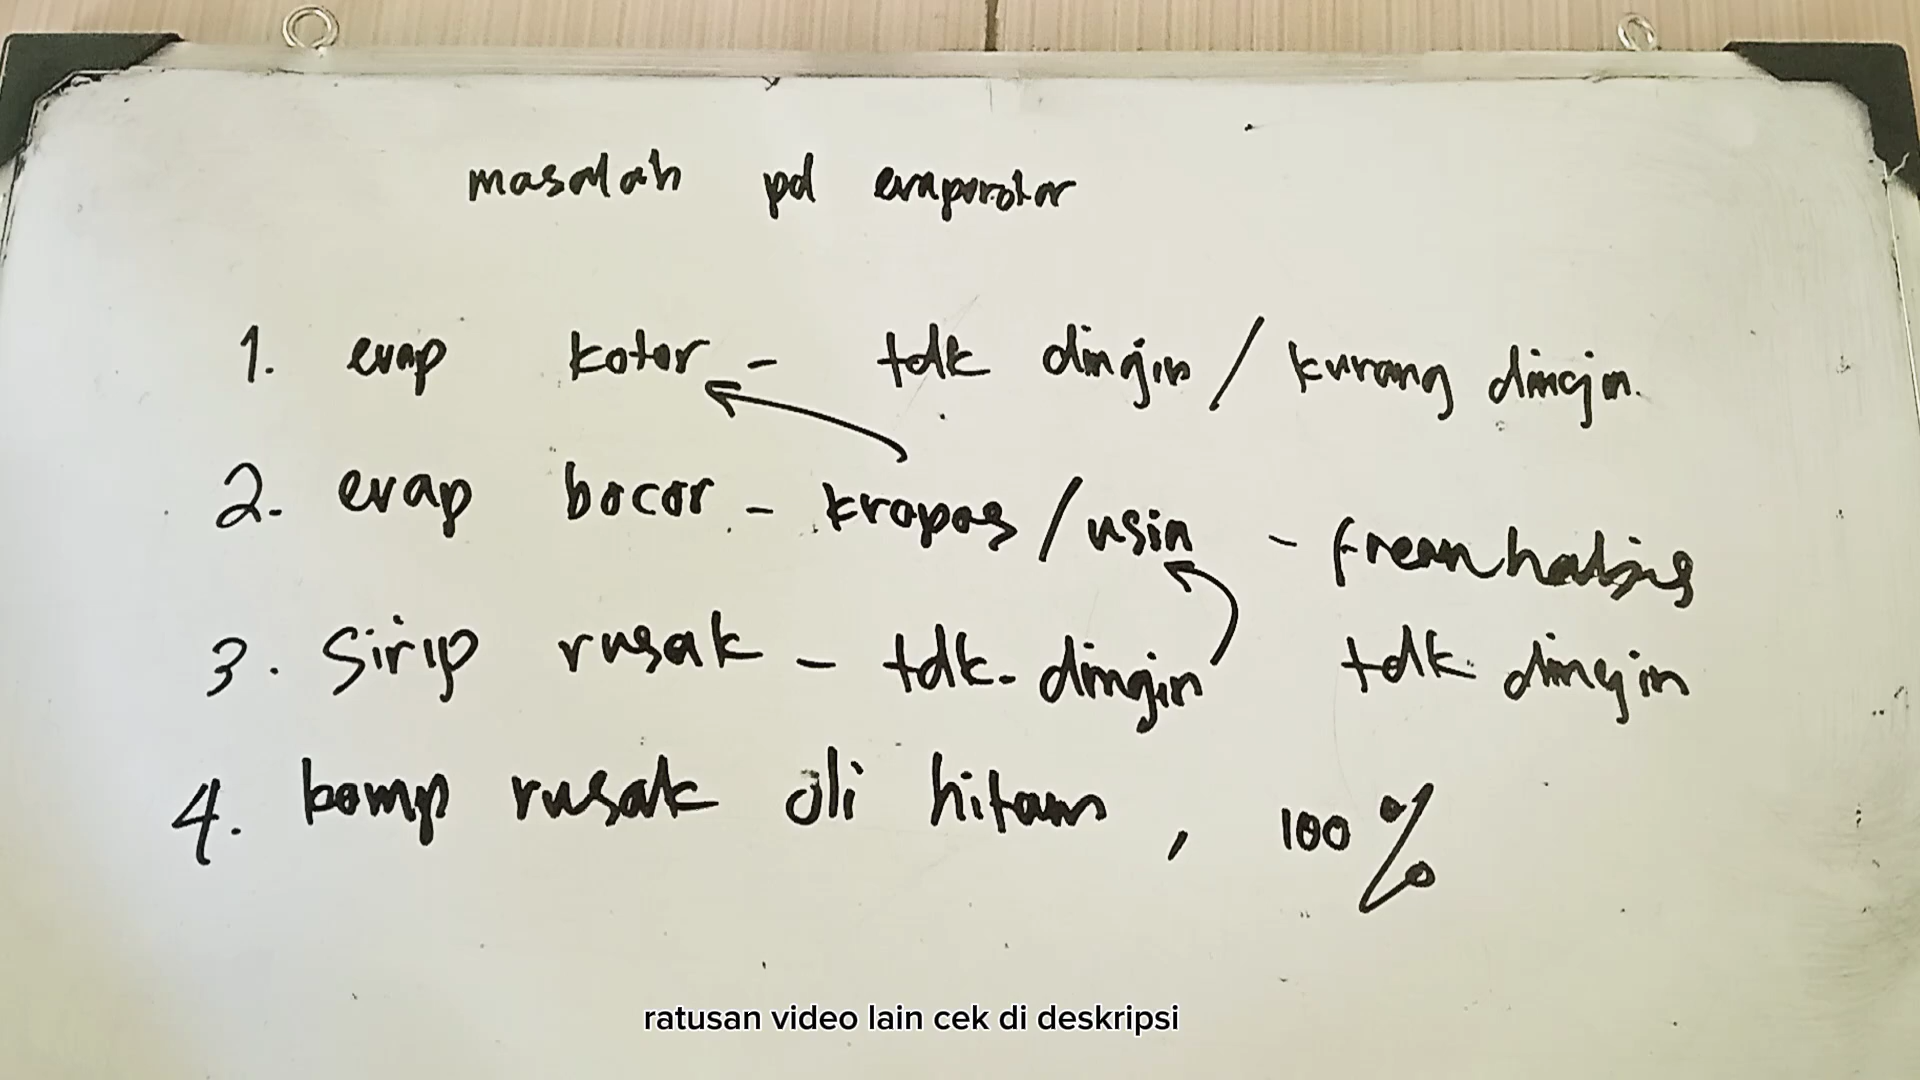 masalah pd evaporator
1. evap kotor - tdk dingin / kurang dingin.
2. evap bocor - kropos / usia - freon habis
3. Sirip rusak - tdk. dingin tdk dingin
4. komp rusak oli hitam, 100%
ratusan video lain cek di deskripsi